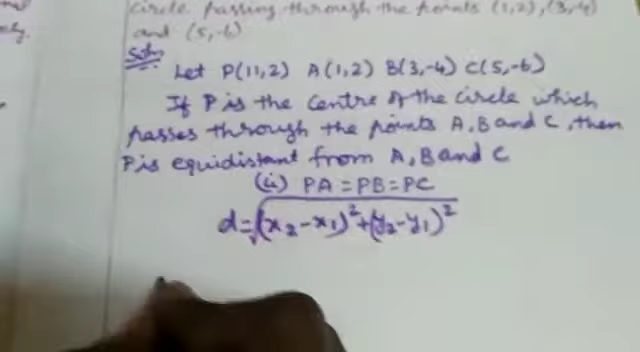 circle passing through the points (1,2), (3,-4)
and (5,-6)
Soln
Let P(11,2) A(1,2) B(3,-4) C(5,-6)
If P is the centre of the circle which
passes through the points A, B and C, then
P is equidistant from A, B and C
(ie) PA = PB = PC
d = √(x₂-x₁)²+(y₂-y₁)²